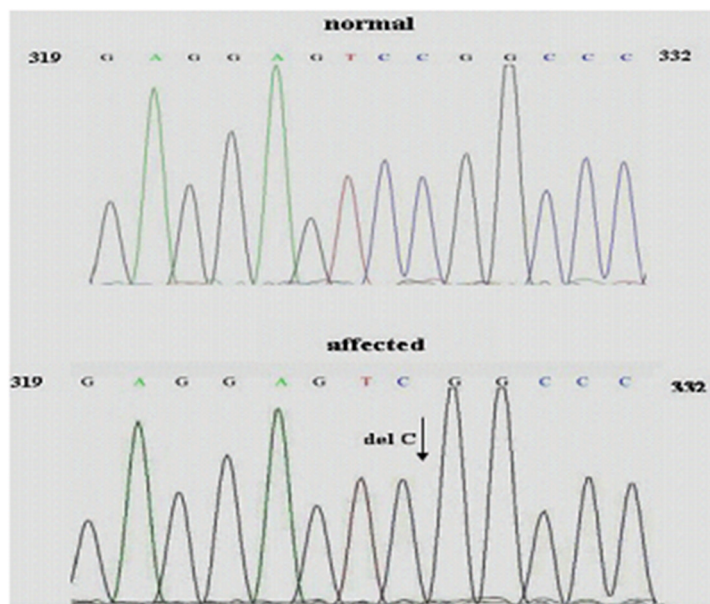 normal
319 G A G G A G T C C G G C C C 332
affected
319 G A G G A G T C G G C C C 332
del C